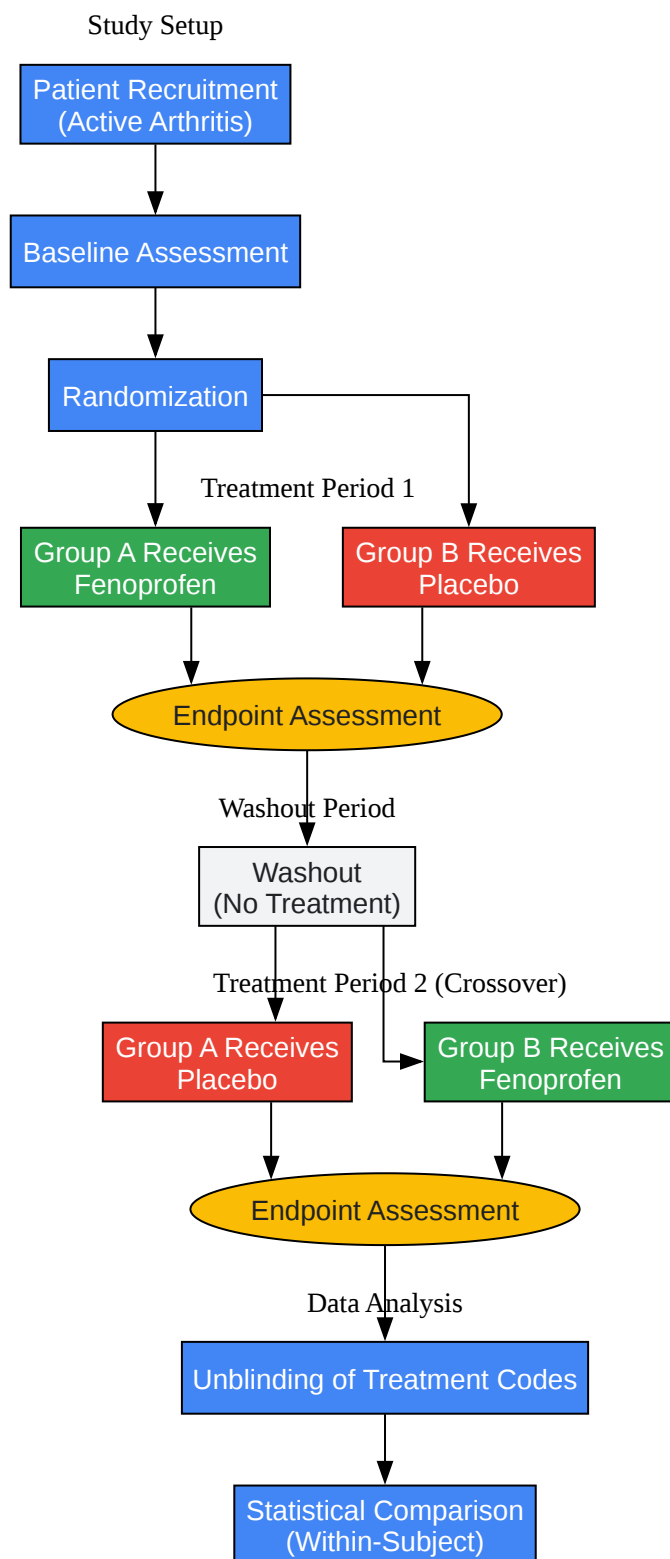 Study Setup
Patient Recruitment
(Active Arthritis)
Baseline Assessment
Randomization
Treatment Period 1
Group A Receives
Fenoprofen
Group B Receives
Placebo
Endpoint Assessment
Washout Period
Washout
(No Treatment)
Treatment Period 2 (Crossover)
Group A Receives
Placebo
Group B Receives
Fenoprofen
Endpoint Assessment
Data Analysis
Unblinding of Treatment Codes
Statistical Comparison
(Within-Subject)